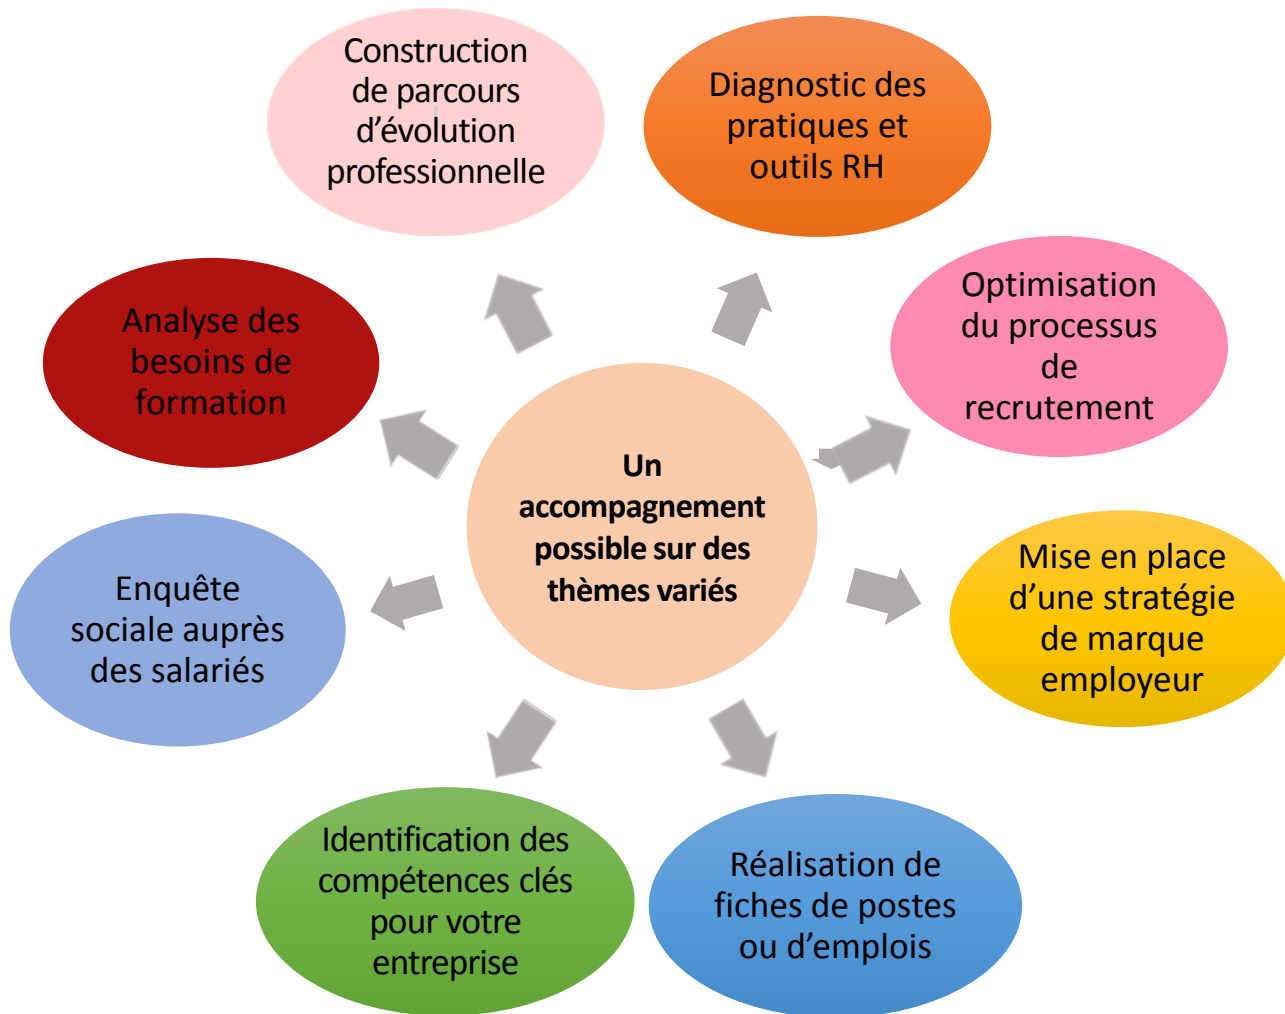 Construction
de parcours
d’évolution
professionnelle
Diagnostic des
pratiques et
outils RH
Optimisation
du processus
de
recrutement
Mise en place
d’une stratégie
de marque
employeur
Réalisation de
fiches de postes
ou d’emplois
Identification des
compétences clés
pour votre
entreprise
Enquête
sociale auprès
des salariés
Analyse des
besoins de
formation
Un
accompagnement
possible sur des
thèmes variés